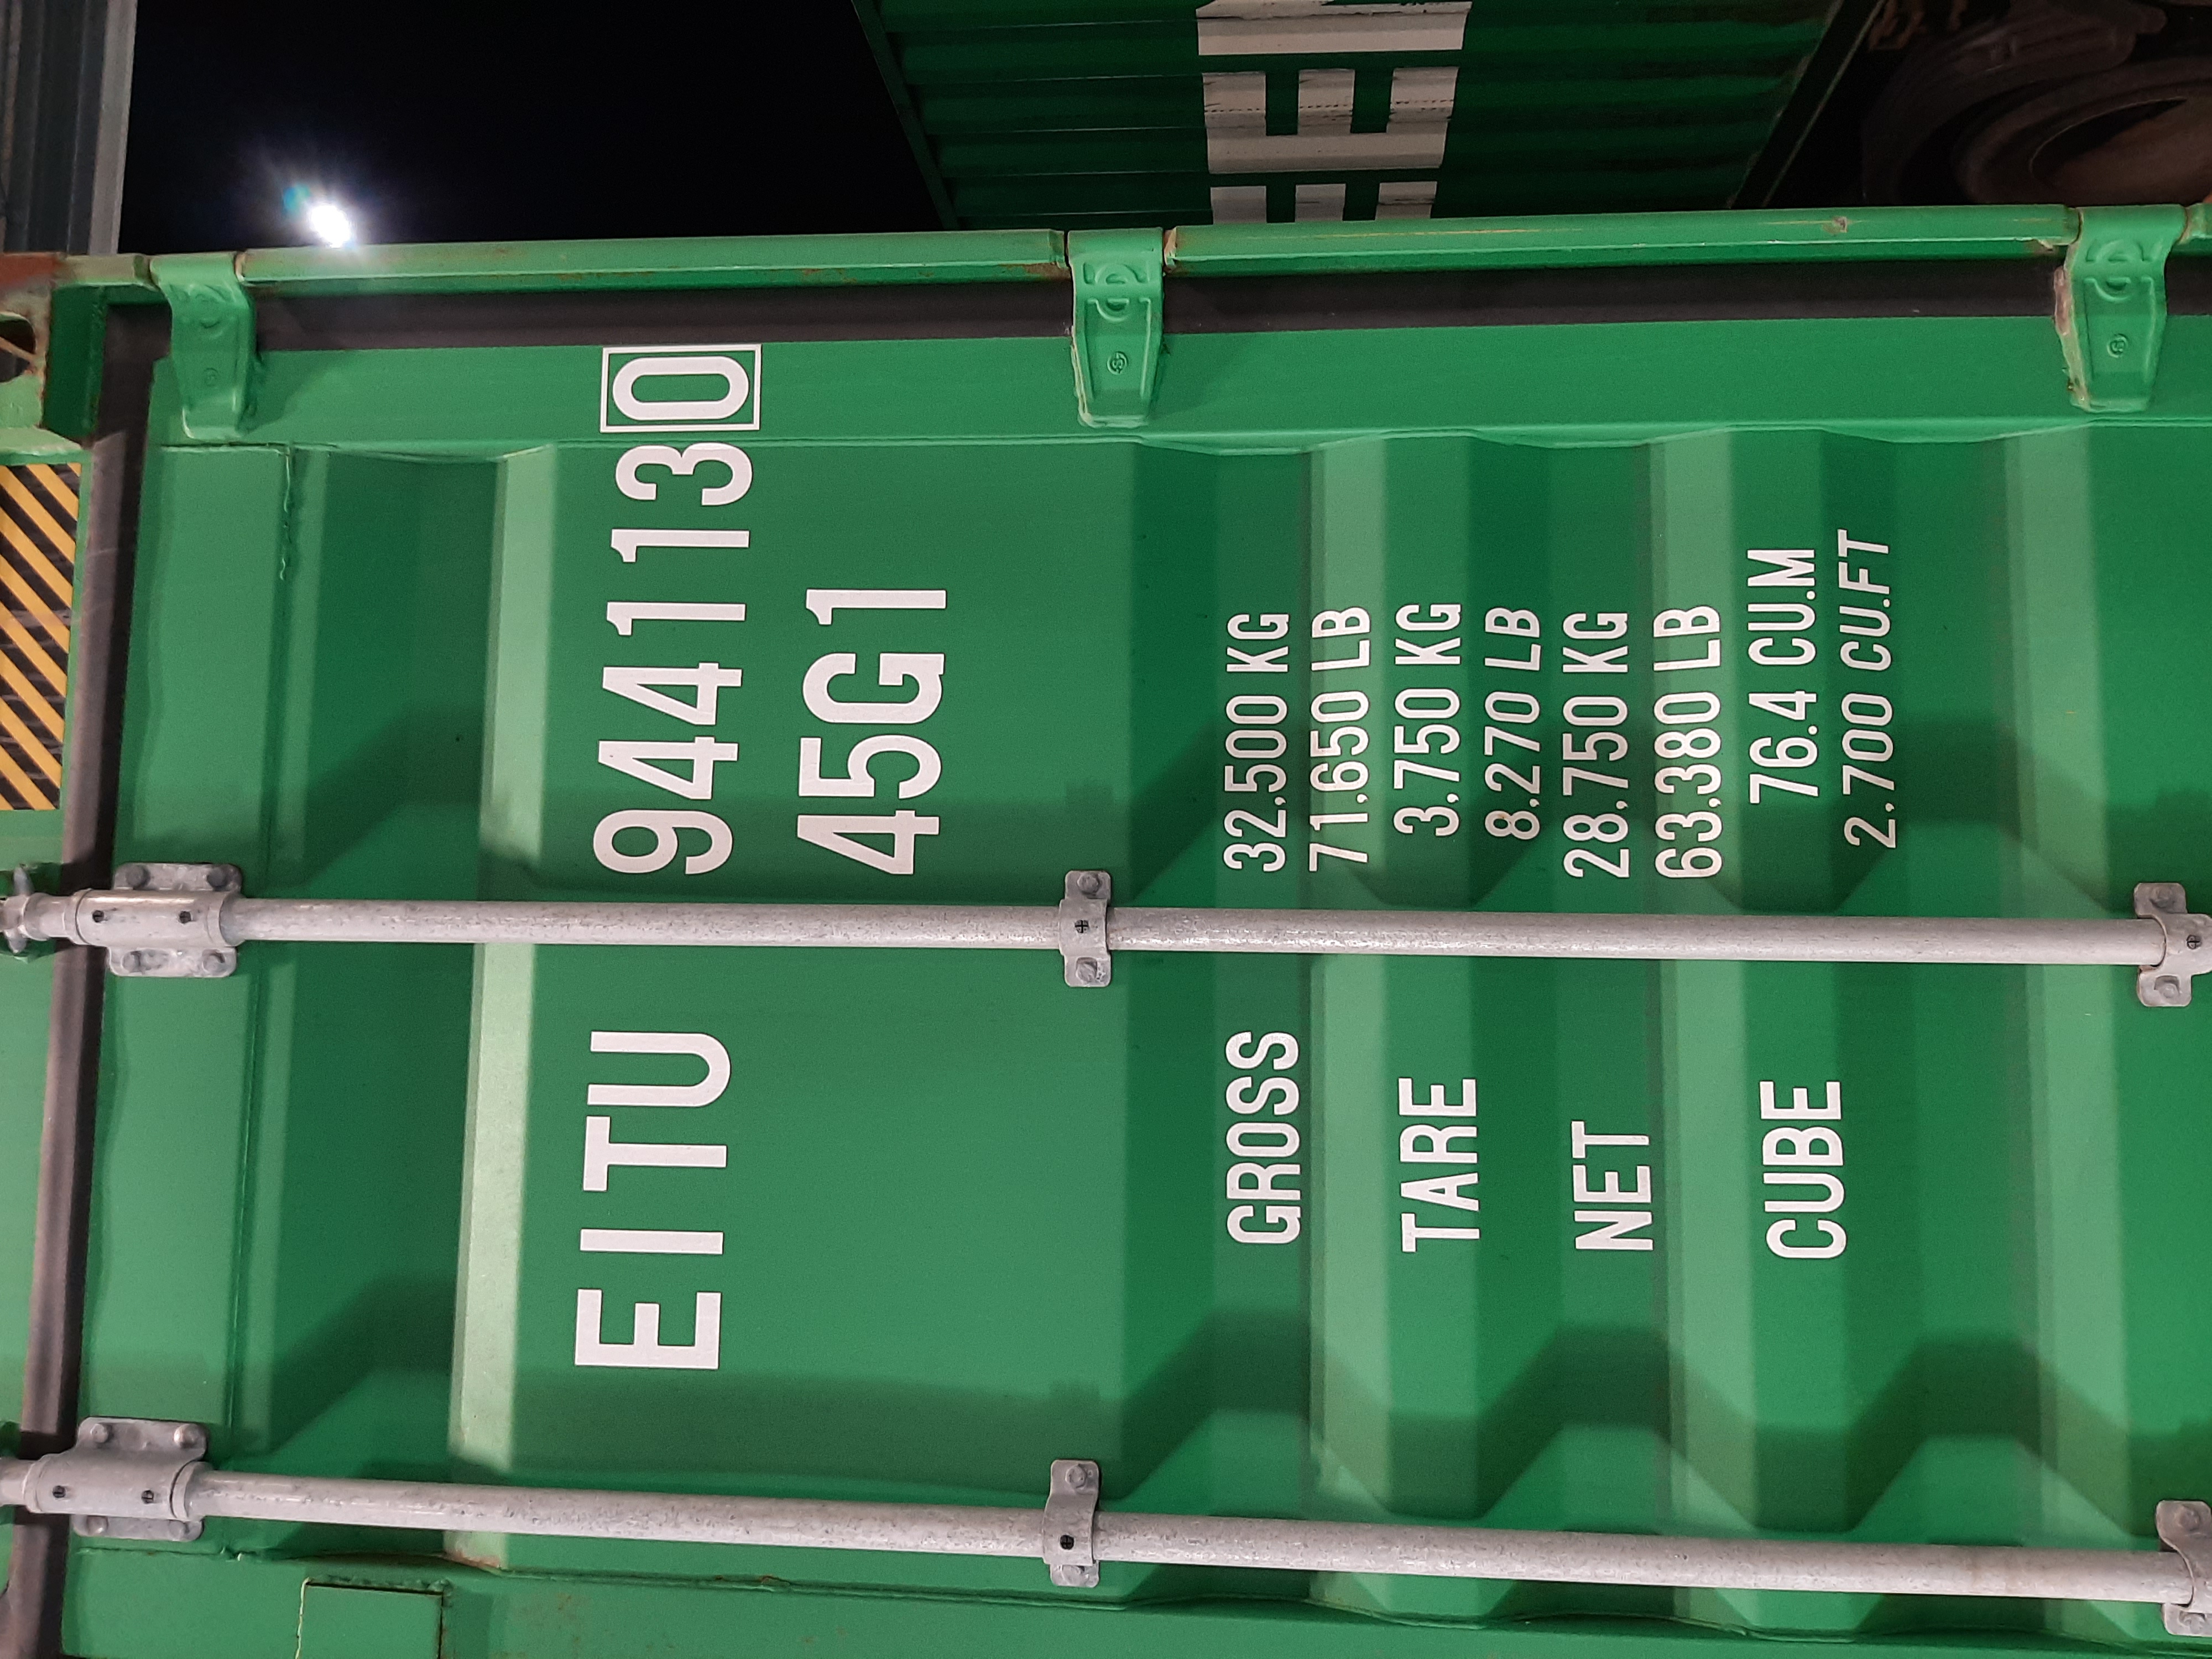 EITU 944113 0
45G1
GROSS 32.500 KG
71.650 LB
TARE 3.750 KG
8.270 LB
NET 28.750 KG
63.380 LB
CUBE 76.4 CU.M
2.700 CU.FT